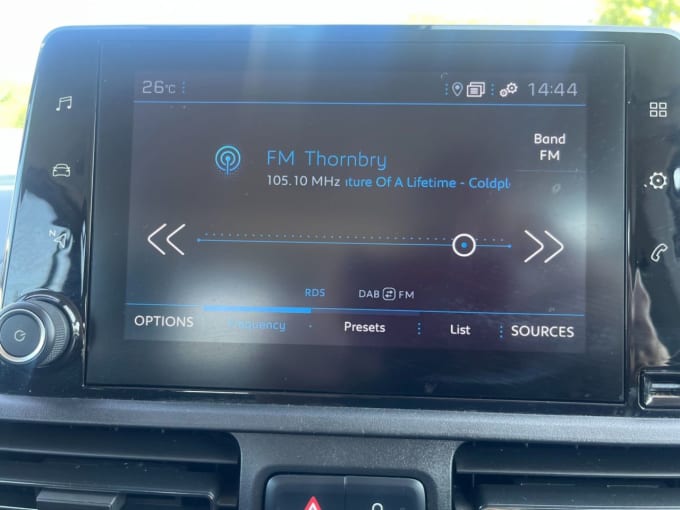 26°C 14:44
Band
FM
FM Thornbry
105.10 MHz ture Of A Lifetime - Coldpl
N
RDS DAB FM
OPTIONS Frequency Presets List SOURCES